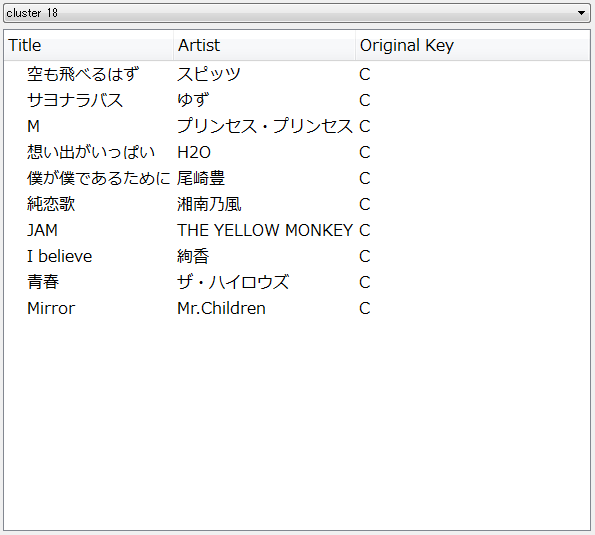 cluster 18
Title Artist Original Key
空も飛べるはず スピッツ C
サヨナラバス ゆず C
M プリンセス・プリンセス C
想い出がいっぱい H2O C
僕が僕であるために 尾崎豊 C
純恋歌 湘南乃風 C
JAM THE YELLOW MONKEY C
I believe 絢香 C
青春 ザ・ハイロウズ C
Mirror Mr.Children C